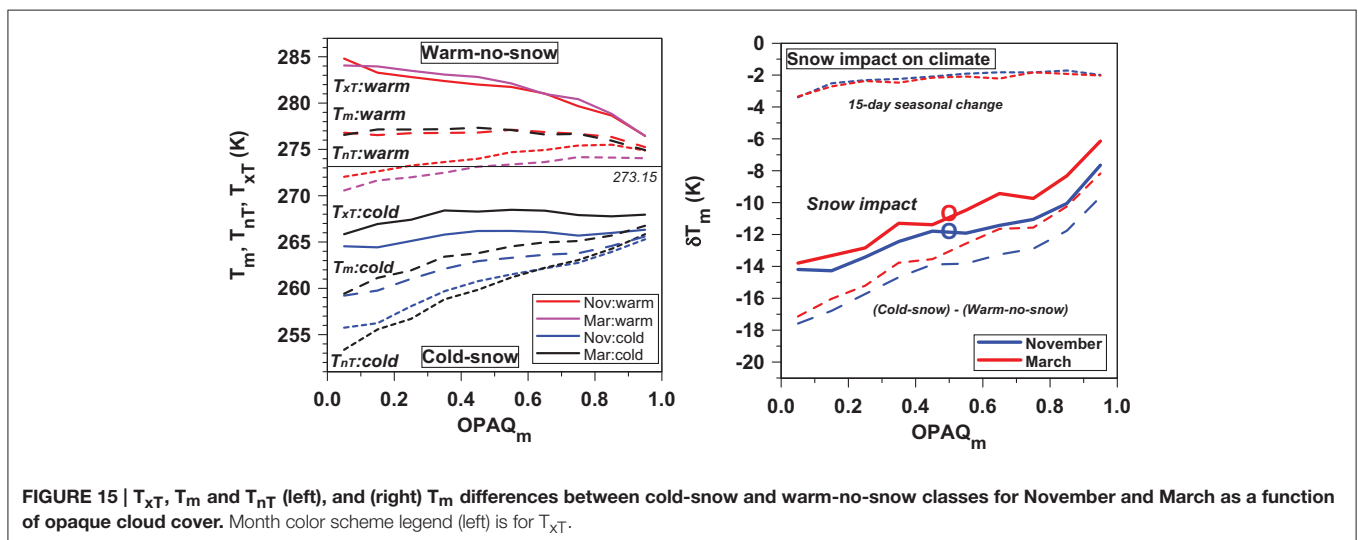 285
280
275
270
265
260
255
Tₘ, TₙT, TₓT (K)
Warm-no-snow
TₓT:warm
Tₘ:warm
TₙT:warm
273.15
TₓT:cold
Tₘ:cold
TₙT:cold
Cold-snow
Nov:warm
Mar:warm
Nov:cold
Mar:cold
0.0 0.2 0.4 0.6 0.8 1.0
OPAQₘ
0
-2
-4
-6
-8
-10
-12
-14
-16
-18
-20
δTₘ (K)
Snow impact on climate
15-day seasonal change
Snow impact
(Cold-snow) - (Warm-no-snow)
November
March
0.0 0.2 0.4 0.6 0.8 1.0
OPAQₘ
FIGURE 15 | TₓT, Tₘ and TₙT (left), and (right) Tₘ differences between cold-snow and warm-no-snow classes for November and March as a function
of opaque cloud cover. Month color scheme legend (left) is for TₓT.